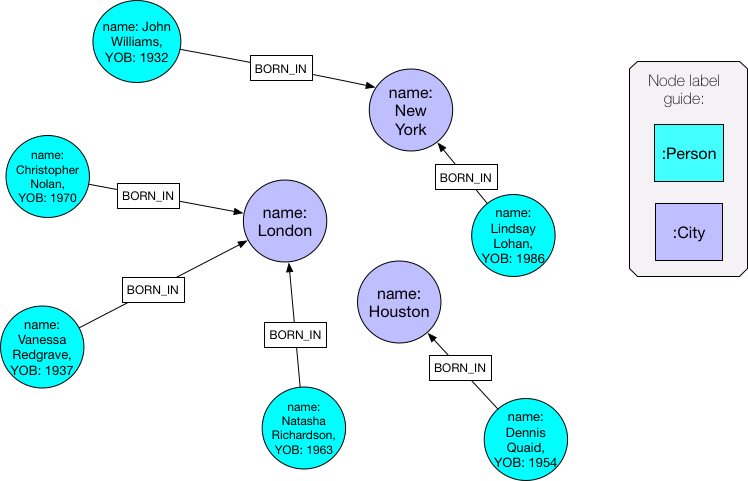 name: John
Williams,
YOB: 1932
BORN_IN
name:
New
York
Node label
guide:
:Person
:City
name:
Christopher
Nolan,
YOB: 1970
BORN_IN
name:
London
BORN_IN
name:
Lindsay
Lohan,
YOB: 1986
BORN_IN
name:
Vanessa
Redgrave,
YOB: 1937
BORN_IN
name:
Natasha
Richardson,
YOB: 1963
name:
Houston
BORN_IN
name:
Dennis
Quaid,
YOB: 1954